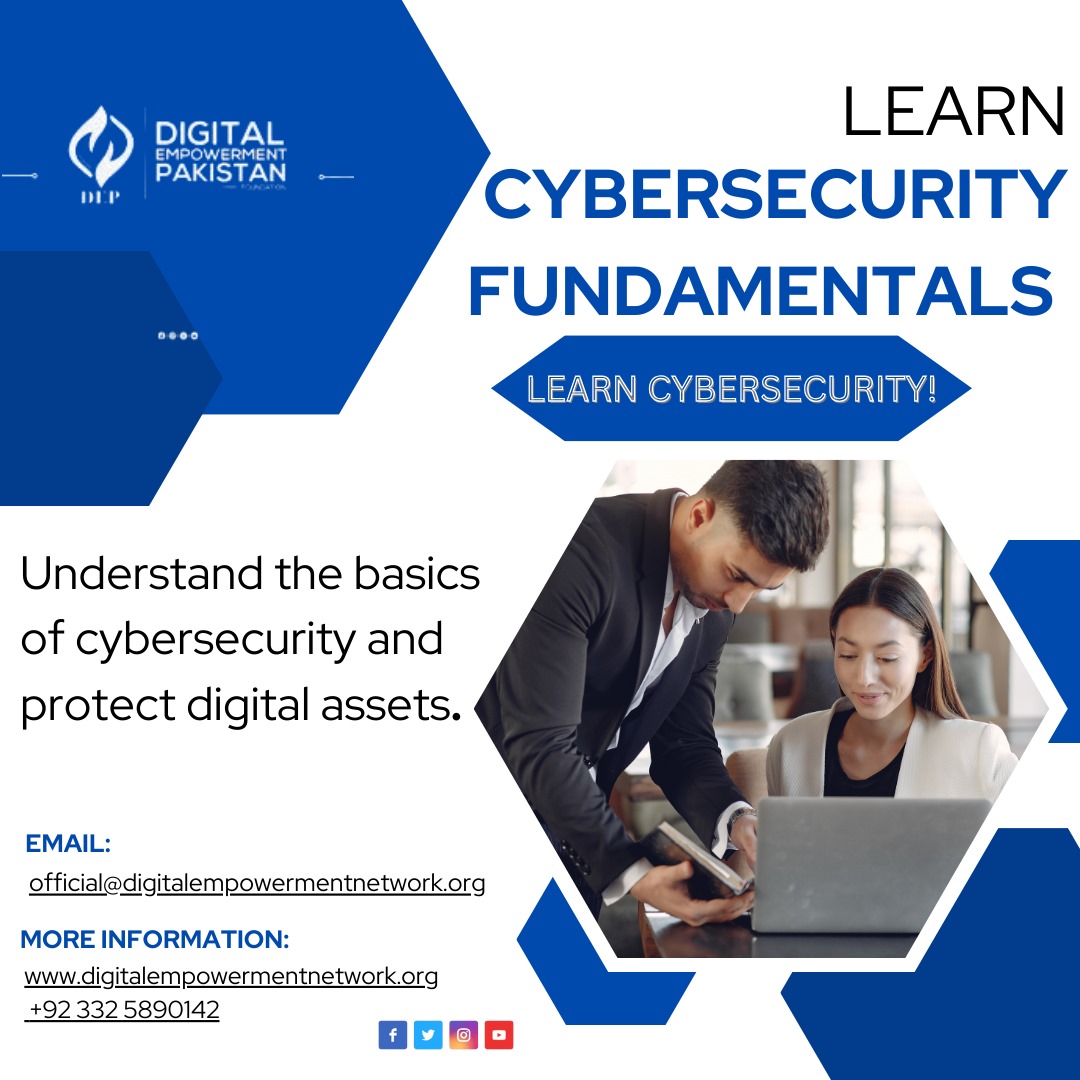 DIGITAL
EMPOWERMENT
PAKISTAN
FOUNDATION
DEP
LEARN
CYBERSECURITY
FUNDAMENTALS
LEARN CYBERSECURITY!
Understand the basics
of cybersecurity and
protect digital assets.
EMAIL:
official@digitalempowermentnetwork.org
MORE INFORMATION:
www.digitalempowermentnetwork.org
+92 332 5890142